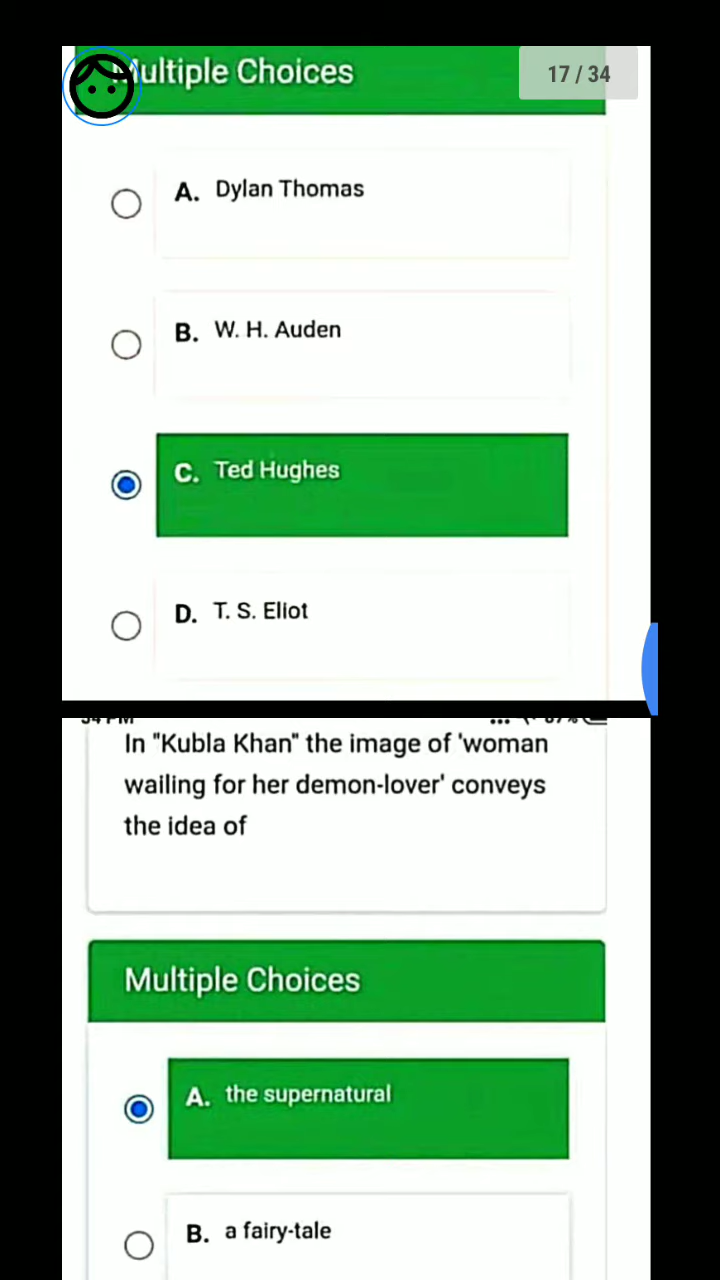 Multiple Choices
17 / 34
A. Dylan Thomas
B. W. H. Auden
C. Ted Hughes
D. T. S. Eliot
In "Kubla Khan" the image of 'woman
wailing for her demon-lover' conveys
the idea of
Multiple Choices
A. the supernatural
B. a fairy-tale